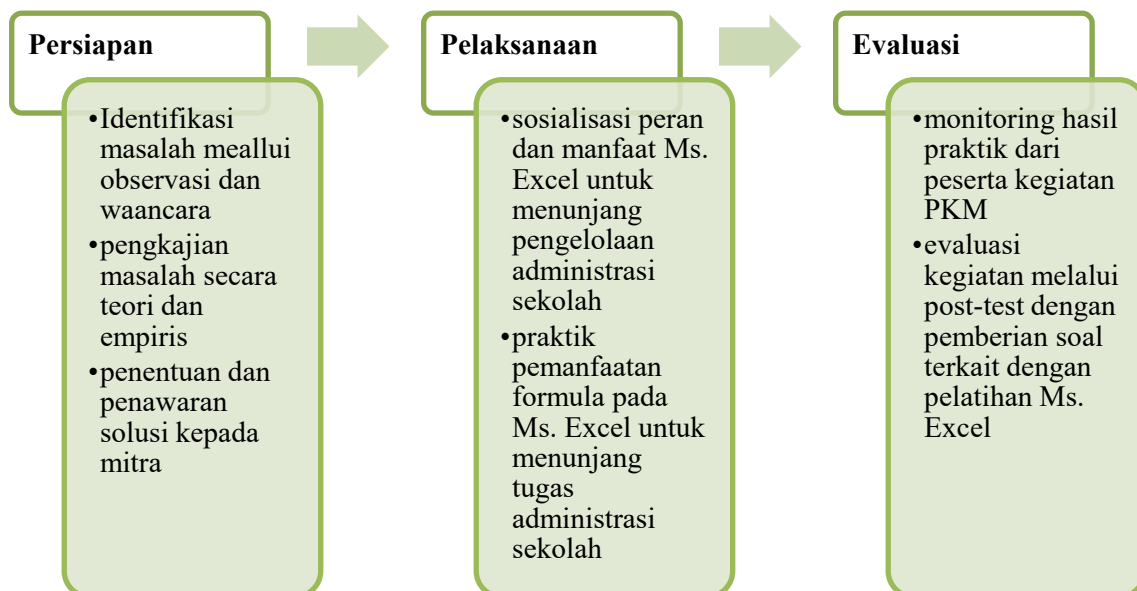 Persiapan
•Identifikasi
masalah meallui
observasi dan
waancara
•pengkajian
masalah secara
teori dan
empiris
•penentuan dan
penawaran
solusi kepada
mitra
Pelaksanaan
•sosialisasi peran
dan manfaat Ms.
Excel untuk
menunjang
pengelolaan
administrasi
sekolah
•praktik
pemanfaatan
formula pada
Ms. Excel untuk
menunjang
tugas
administrasi
sekolah
Evaluasi
•monitoring hasil
praktik dari
peserta kegiatan
PKM
•evaluasi
kegiatan melalui
post-test dengan
pemberian soal
terkait dengan
pelatihan Ms.
Excel